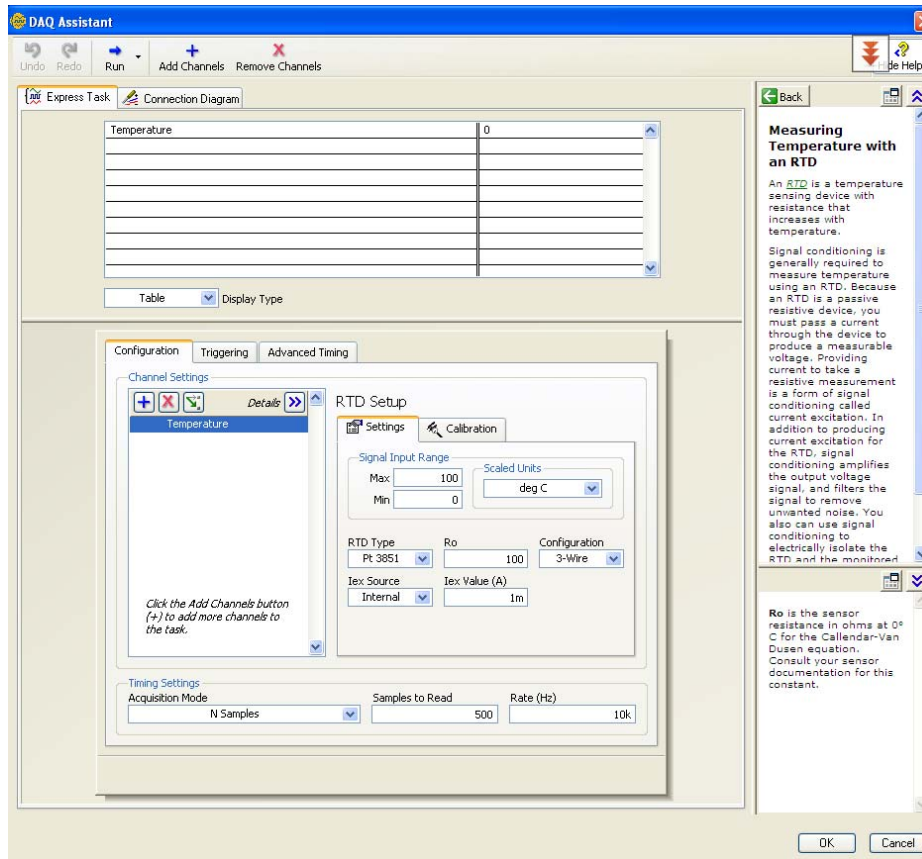 DAQ Assistant
Undo Redo Run Add Channels Remove Channels
de Help
Express Task Connection Diagram
Temperature 0
Table Display Type
Configuration Triggering Advanced Timing
Channel Settings
Details
Temperature
Click the Add Channels button
(+) to add more channels to
the task.
RTD Setup
Settings Calibration
Signal Input Range
Max 100
Min 0
Scaled Units
deg C
RTD Type Ro Configuration
Pt 3851 100 3-Wire
Iex Source Iex Value (A)
Internal 1m
Timing Settings
Acquisition Mode Samples to Read Rate (Hz)
N Samples 500 10k
Back
Measuring
Temperature with
an RTD
An RTD is a temperature
sensing device with
resistance that
increases with
temperature.
Signal conditioning is
generally required to
measure temperature
using an RTD. Because
an RTD is a passive
resistive device, you
must pass a current
through the device to
produce a measurable
voltage. Providing
current to take a
resistive measurement
is a form of signal
conditioning called
current excitation. In
addition to producing
current excitation for
the RTD, signal
conditioning amplifies
the output voltage
signal, and filters the
signal to remove
unwanted noise. You
also can use signal
conditioning to
electrically isolate the
RTD and the monitored
Ro is the sensor
resistance in ohms at 0º
C for the Callendar-Van
Dusen equation.
Consult your sensor
documentation for this
constant.
OK Cancel